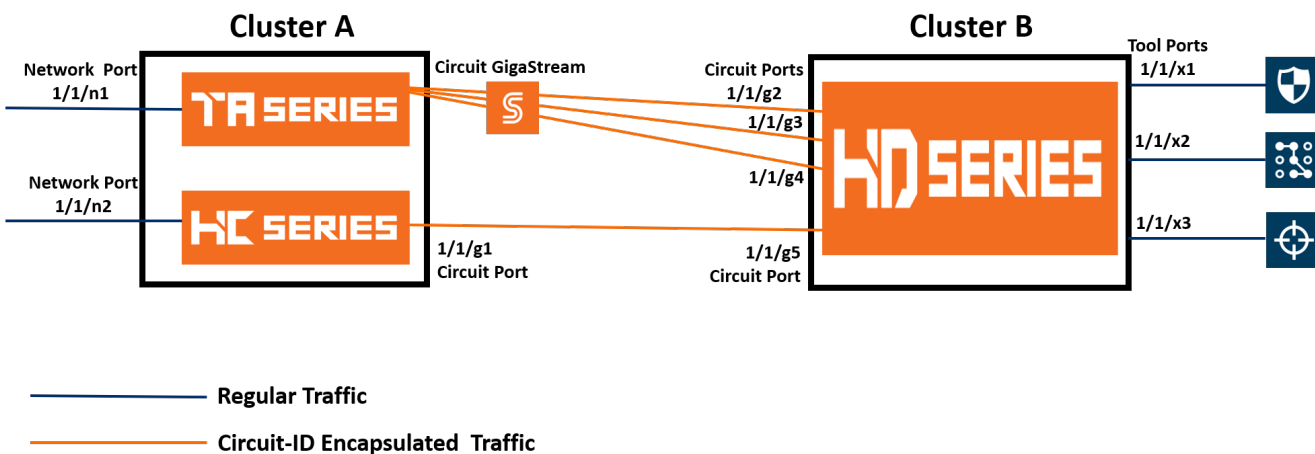 Cluster A
Cluster B
Network Port
1/1/n1
TA SERIES
Circuit GigaStream
S
Circuit Ports
1/1/g2
1/1/g3
1/1/g4
HD SERIES
Tool Ports
1/1/x1
1/1/x2
1/1/x3
Network Port
1/1/n2
HC SERIES
1/1/g1
Circuit Port
1/1/g5
Circuit Port
Regular Traffic
Circuit-ID Encapsulated Traffic